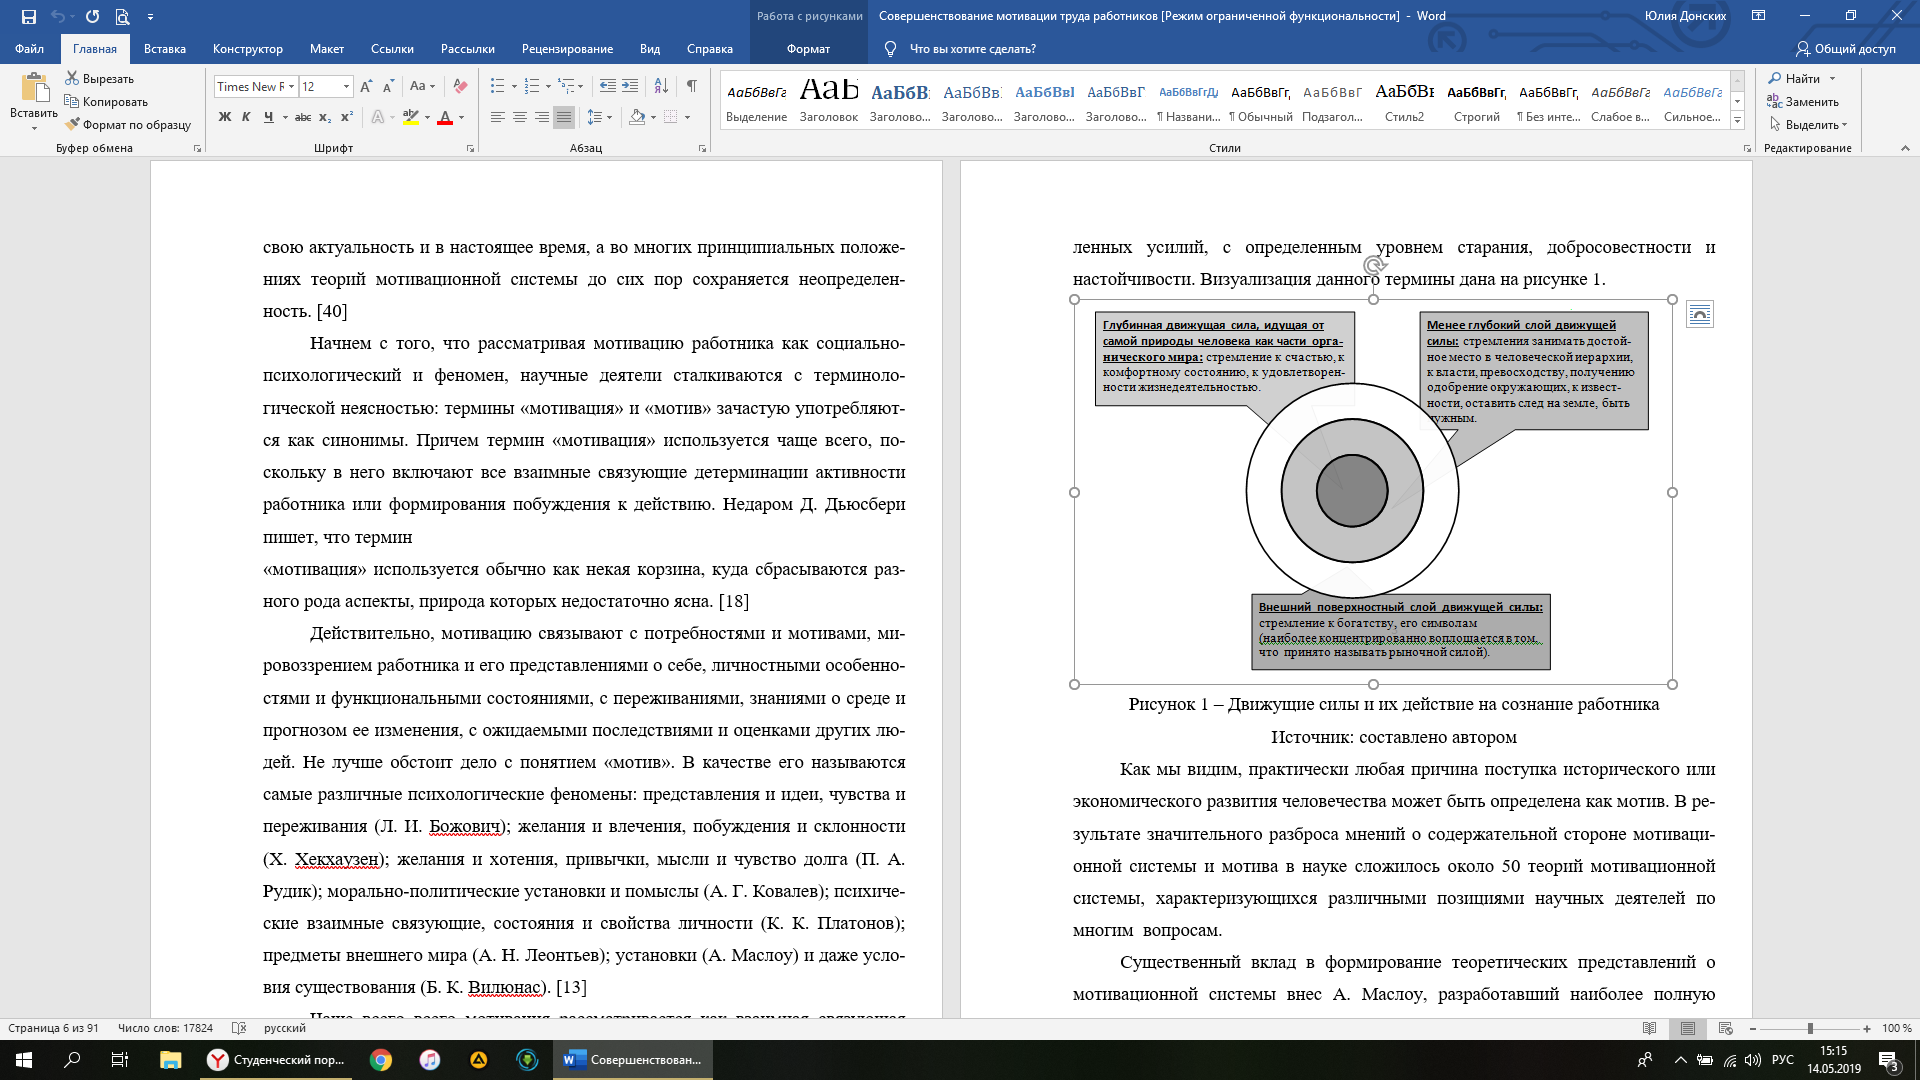 Работа с рисунками
Совершенствование мотивации труда работников [Режим ограниченной функциональности] - Word
Юлия Донских
Файл
Главная
Вставка
Конструктор
Макет
Ссылки
Рассылки
Рецензирование
Вид
Справка
Формат
Что вы хотите сделать?
Общий доступ
Вставить
Вырезать
Копировать
Формат по образцу
Буфер обмена
Times New R
12
Шрифт
Абзац
Выделение
Заголовок
Заголово...
Заголово...
Заголово...
Заголово...
¶ Названи...
¶ Обычный
Подзагол...
Стиль2
Строгий
¶ Без инте...
Слабое в...
Сильное...
Стили
Найти
Заменить
Выделить
Редактирование
свою актуальность и в настоящее время, а во многих принципиальных положе-
ниях теорий мотивационной системы до сих пор сохраняется неопределен-
ность. [40]
Начнем с того, что рассматривая мотивацию работника как социально-
психологический и феномен, научные деятели сталкиваются с терминоло-
гической неясностью: термины «мотивация» и «мотив» зачастую употребляют-
ся как синонимы. Причем термин «мотивация» используется чаще всего, по-
скольку в него включают все взаимные связующие детерминации активности
работника или формирования побуждения к действию. Недаром Д. Дьюсбери
пишет, что термин
«мотивация» используется обычно как некая корзина, куда сбрасываются раз-
ного рода аспекты, природа которых недостаточно ясна. [18]
Действительно, мотивацию связывают с потребностями и мотивами, ми-
ровоззрением работника и его представлениями о себе, личностными особенно-
стями и функциональными состояниями, с переживаниями, знаниями о среде и
прогнозом ее изменения, с ожидаемыми последствиями и оценками других лю-
дей. Не лучше обстоит дело с понятием «мотив». В качестве его называются
самые различные психологические феномены: представления и идеи, чувства и
переживания (Л. И. Божович); желания и влечения, побуждения и склонности
(Х. Хекхаузен); желания и хотения, привычки, мысли и чувство долга (П. А.
Рудик); морально-политические установки и помыслы (А. Г. Ковалев); психиче-
ские взаимные связующие, состояния и свойства личности (К. К. Платонов);
предметы внешнего мира (А. Н. Леонтьев); установки (А. Маслоу) и даже усло-
вия существования (Б. К. Вилюнас). [13]
Чаще всего всего мотивация рассматривается как взаимная связующая
ленных усилий, с определенным уровнем старания, добросовестности и
настойчивости. Визуализация данного термины дана на рисунке 1.
Глубинная движущая сила, идущая от
самой природы человека как части орга-
нического мира: стремление к счастью, к
комфортному состоянию, к удовлетворен-
ности жизнедеятельностью.
Менее глубокий слой движущей
силы: стремления занимать достой-
ное место в человеческой иерархии,
к власти, превосходству, получению
одобрение окружающих, к извест-
ности, оставить след на земле, быть
нужным.
Внешний поверхностный слой движущей силы:
стремление к богатству, его символам
(наиболее концентрированно воплощается в том,
что принято называть рыночной силой).
Рисунок 1 – Движущие силы и их действие на сознание работника
Источник: составлено автором
Как мы видим, практически любая причина поступка исторического или
экономического развития человечества может быть определена как мотив. В ре-
зультате значительного разброса мнений о содержательной стороне мотиваци-
онной системы и мотива в науке сложилось около 50 теорий мотивационной
системы, характеризующихся различными позициями научных деятелей по
многим вопросам.
Существенный вклад в формирование теоретических представлений о
мотивационной системы внес А. Маслоу, разработавший наиболее полную
Страница 6 из 91
Число слов: 17824
русский
100 %
Студенческий пор...
Совершенствован...
РУС
15:15
14.05.2019
3